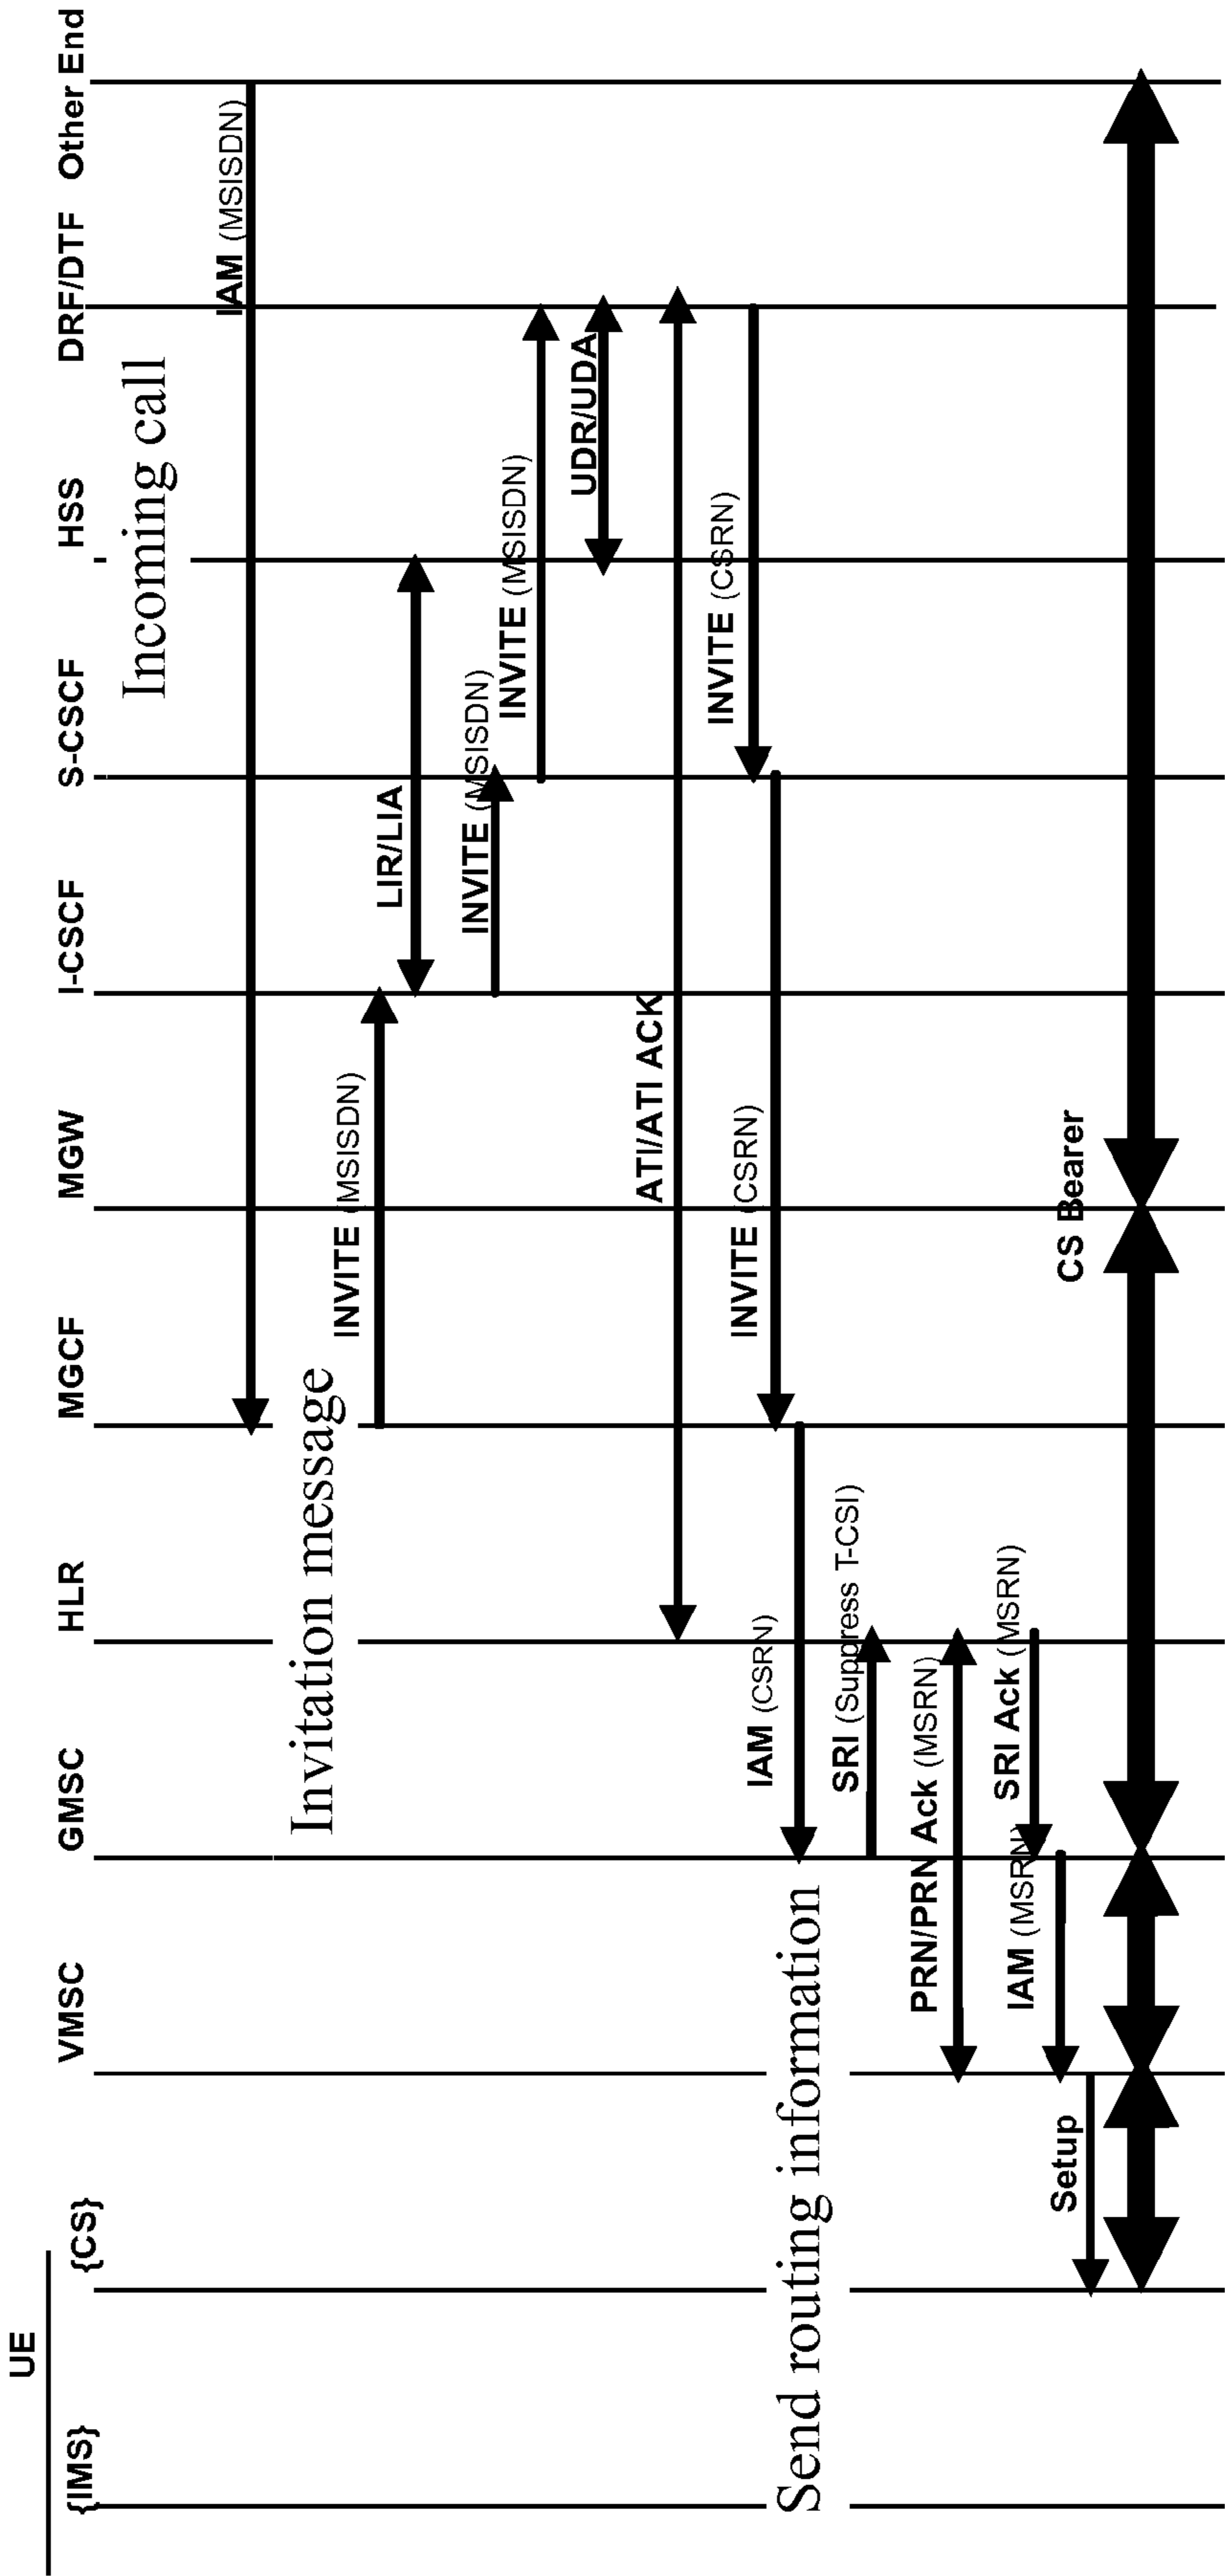 UE
{IMS} {CS} VMSC GMSC HLR MGCF MGW I-CSCF S-CSCF HSS DRF/DTF Other End
Incoming call
IAM (MSISDN)
Invitation message
INVITE (MSISDN)
LIR/LIA
INVITE (MSISDN)
INVITE (MSISDN)
UDR/UDA
ATI/ATI ACK
INVITE (CSRN)
INVITE (CSRN)
IAM (CSRN)
Send routing information
SRI (Suppress T-CSI)
PRN/PRN Ack (MSRN)
SRI Ack (MSRN)
IAM (MSRN)
Setup
CS Bearer